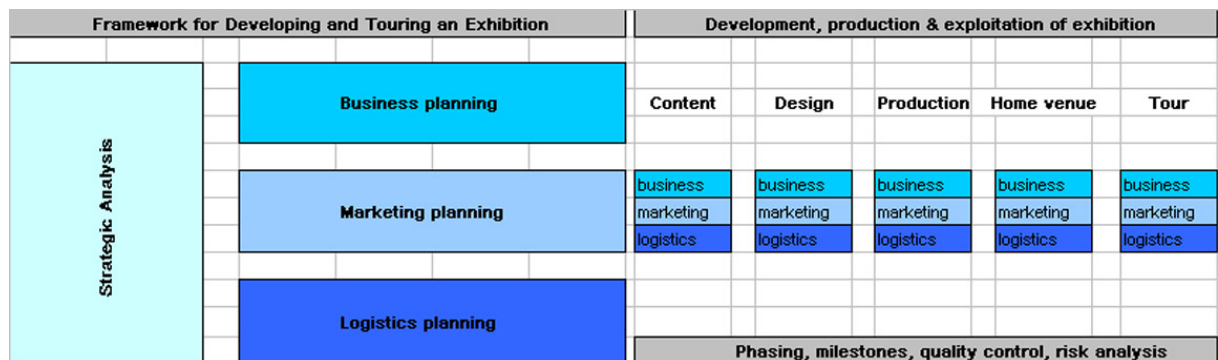 Framework for Developing and Touring an Exhibition
Development, production & exploitation of exhibition
Strategic Analysis
Business planning
Marketing planning
Logistics planning
Content Design Production Home venue Tour
business business business business business
marketing marketing marketing marketing marketing
logistics logistics logistics logistics logistics
Phasing, milestones, quality control, risk analysis